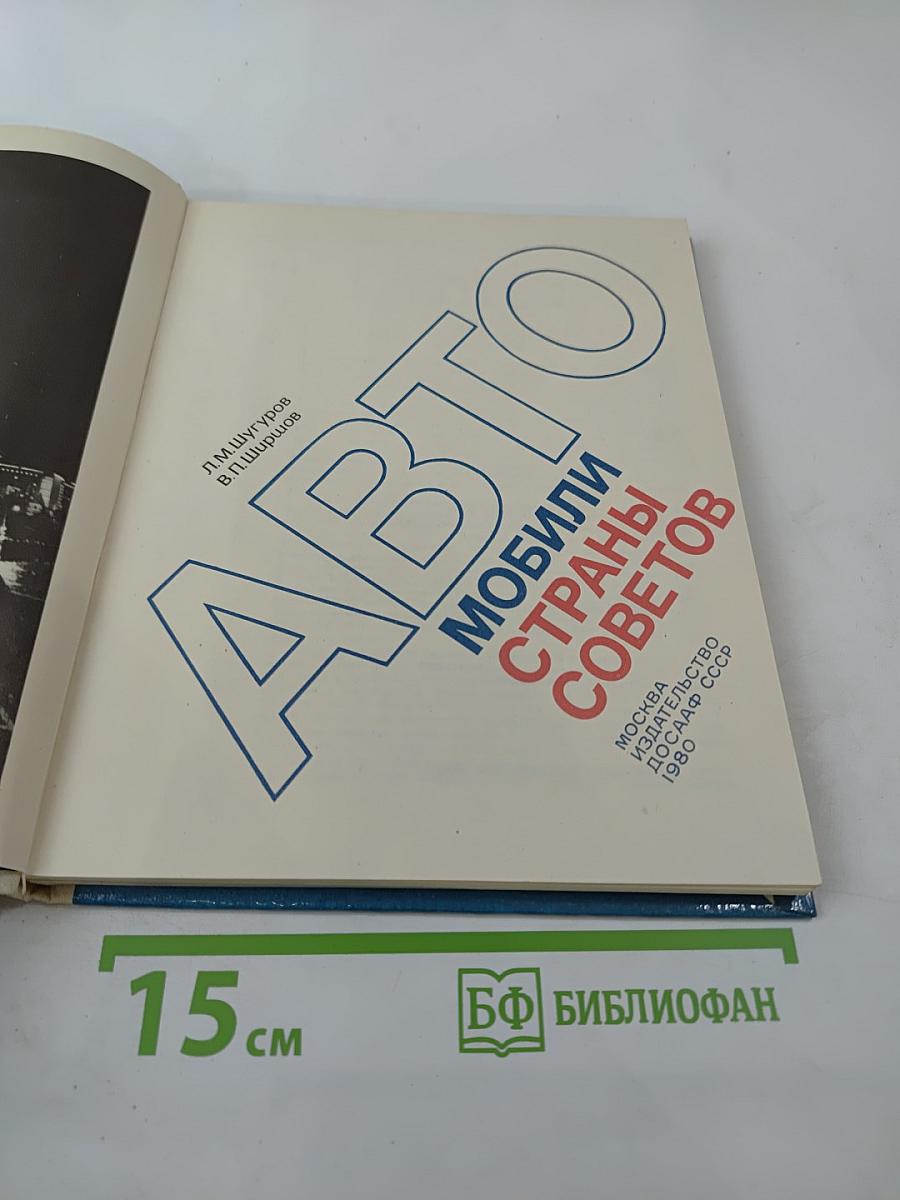 Л.М.Шугуров
В.П.Ширшов
АВТО
МОБИЛИ
СТРАНЫ
СОВЕТОВ
МОСКВА
ИЗДАТЕЛЬСТВО
ДОСААФ СССР
1980
15 см
БФ БИБЛИОФАН